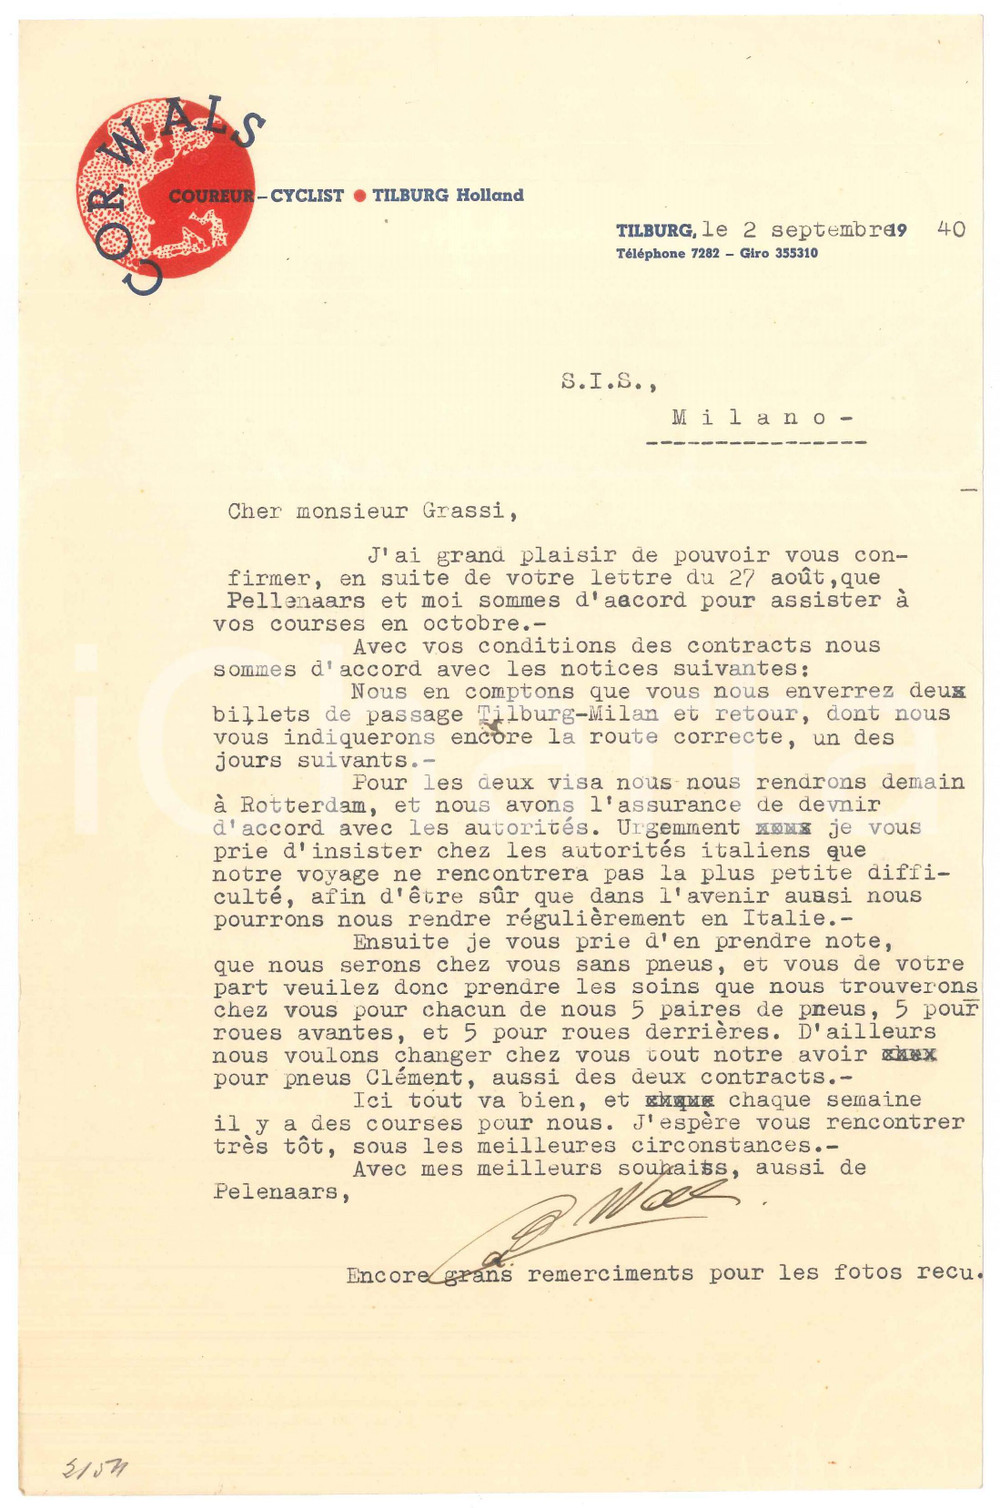 COR WALS
COUREUR-CYCLIST ● TILBURG Holland
TILBURG, le 2 septembre 19 40
Téléphone 7282 – Giro 355310
S.I.S.,
M i l a n o -
Cher monsieur Grassi,
J'ai grand plaisir de pouvoir vous con-
firmer, en suite de votre lettre du 27 août,que
Pellenaars et moi sommes d'aacord pour assister à
vos courses en octobre.-
Avec vos conditions des contracts nous
sommes d'accord avec les notices suivantes:
Nous en comptons que vous nous enverrez deux
billets de passage Tilburg-Milan et retour, dont nous
vous indiquerons encore la route correcte, un des
jours suivants.-
Pour les deux visa nous nous rendrons demain
à Rotterdam, et nous avons l'assurance de devnir
d'accord avec les autorités. Urgemment xxxx je vous
prie d'insister chez les autorités italiens que
notre voyage ne rencontrera pas la plus petite diffi-
culté, afin d'être sûr que dans l'avenir aussi nous
pourrons nous rendre régulièrement en Italie.-
Ensuite je vous prie d'en prendre note,
que nous serons chez vous sans pneus, et vous de votre
part veuilez donc prendre les soins que nous trouverons
chez vous pour chacun de nous 5 paires de pneus, 5 pour
roues avantes, et 5 pour roues derrières. D'ailleurs
nous voulons changer chez vous tout notre avoir
pour pneus Clément, aussi des deux contracts.-
Ici tout va bien, et chaque semaine
il y a des courses pour nous. J'espère vous rencontrer
très tôt, sous les meilleures circonstances.-
Avec mes meilleurs souhaits, aussi de
Pelenaars,
C. Wals.
Encore grans remerciments pour les fotos recu.
iCharta